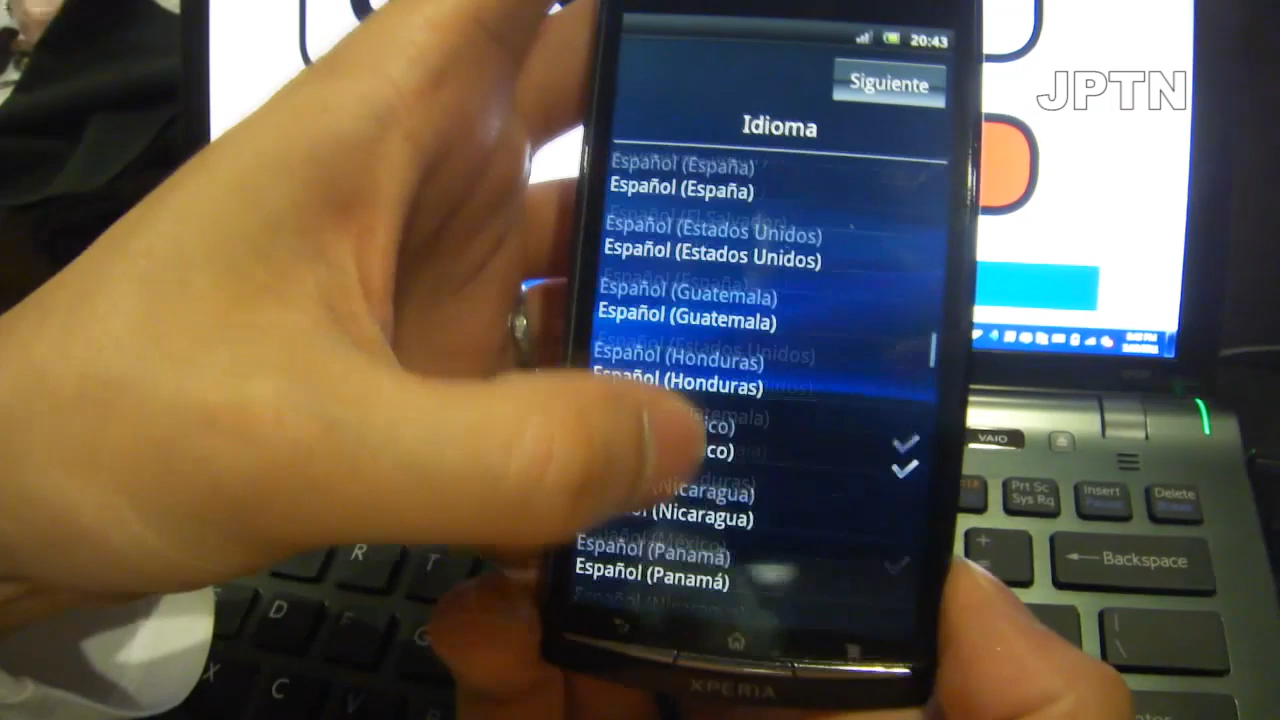 20:43
Siguiente
JPTN
Idioma
Español (España)
Español (España)
Español (Estados Unidos)
Español (Estados Unidos)
Español (Guatemala)
Español (Guatemala)
Español (Honduras)
Español (Honduras)
ico)
co)
(Nicaragua)
(Nicaragua)
Español (Panamá)
Español (Panamá)
XPERIA
VAIO
Prt Sc
Sys Rq
Insert
Delete
Backspace
R
T
D
F
G
X
C
V